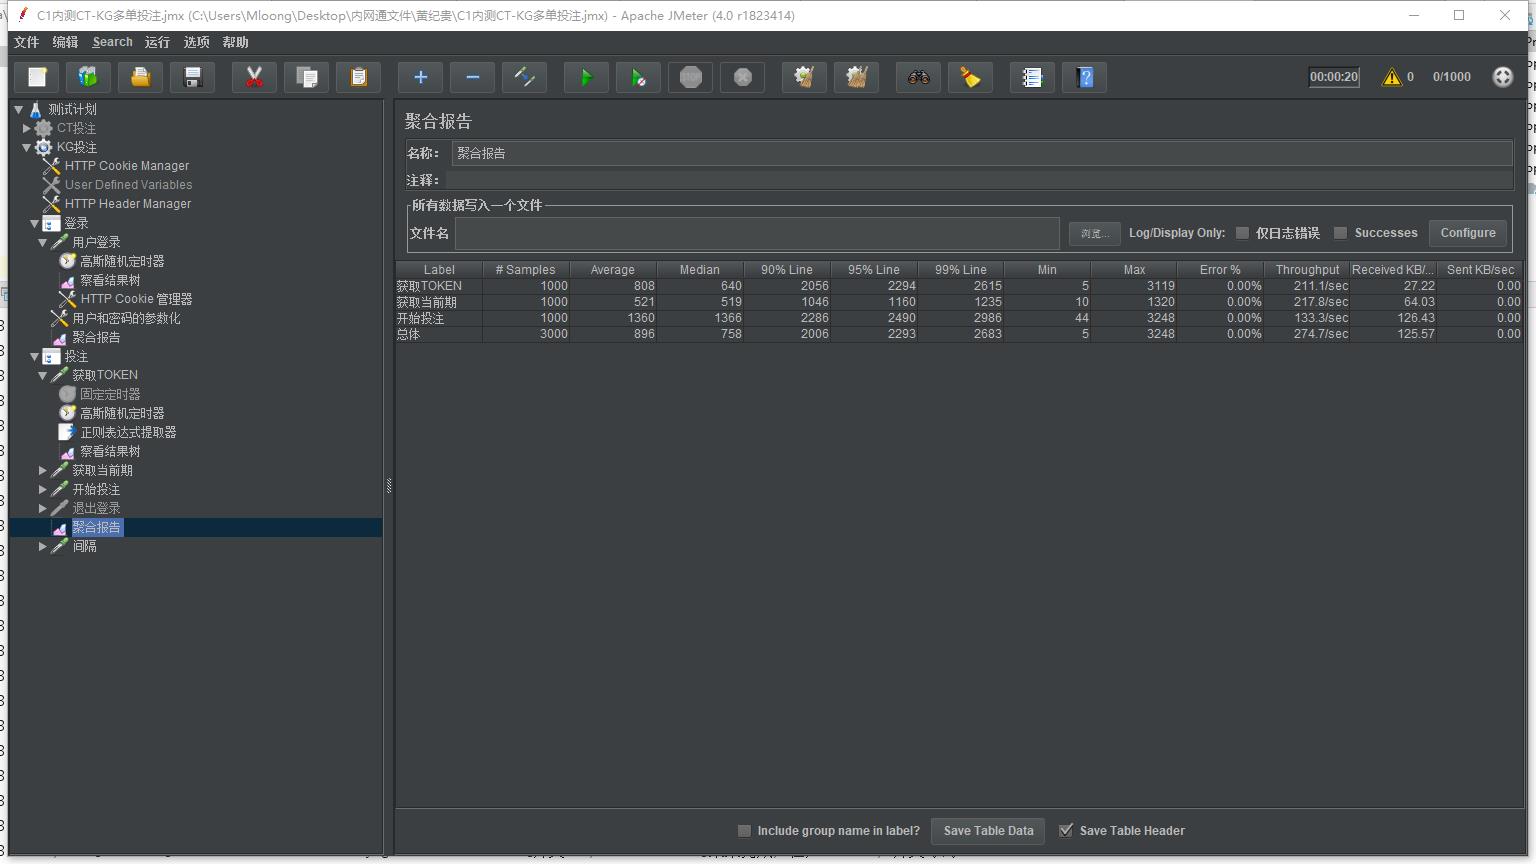 C1内测CT-KG多单投注.jmx (C:\Users\Mloong\Desktop\内网通文件\黄纪贵\C1内测CT-KG多单投注.jmx) - Apache JMeter (4.0 r1823414)
文件 编辑 Search 运行 选项 帮助
STOP 00:00:20 0 0/1000
测试计划
CT投注
KG投注
HTTP Cookie Manager
User Defined Variables
HTTP Header Manager
登录
用户登录
高斯随机定时器
察看结果树
HTTP Cookie 管理器
用户和密码的参数化
聚合报告
投注
获取TOKEN
固定定时器
高斯随机定时器
正则表达式提取器
察看结果树
获取当前期
开始投注
退出登录
聚合报告
间隔
聚合报告
名称： 聚合报告
注释：
所有数据写入一个文件
文件名 浏览... Log/Display Only: 仅日志错误 Successes Configure
Label # Samples Average Median 90% Line 95% Line 99% Line Min Max Error % Throughput Received KB/... Sent KB/sec
获取TOKEN 1000 808 640 2056 2294 2615 5 3119 0.00% 211.1/sec 27.22 0.00
获取当前期 1000 521 519 1046 1160 1235 10 1320 0.00% 217.8/sec 64.03 0.00
开始投注 1000 1360 1366 2286 2490 2986 44 3248 0.00% 133.3/sec 126.43 0.00
总体 3000 896 758 2006 2293 2683 5 3248 0.00% 274.7/sec 125.57 0.00
Include group name in label? Save Table Data Save Table Header